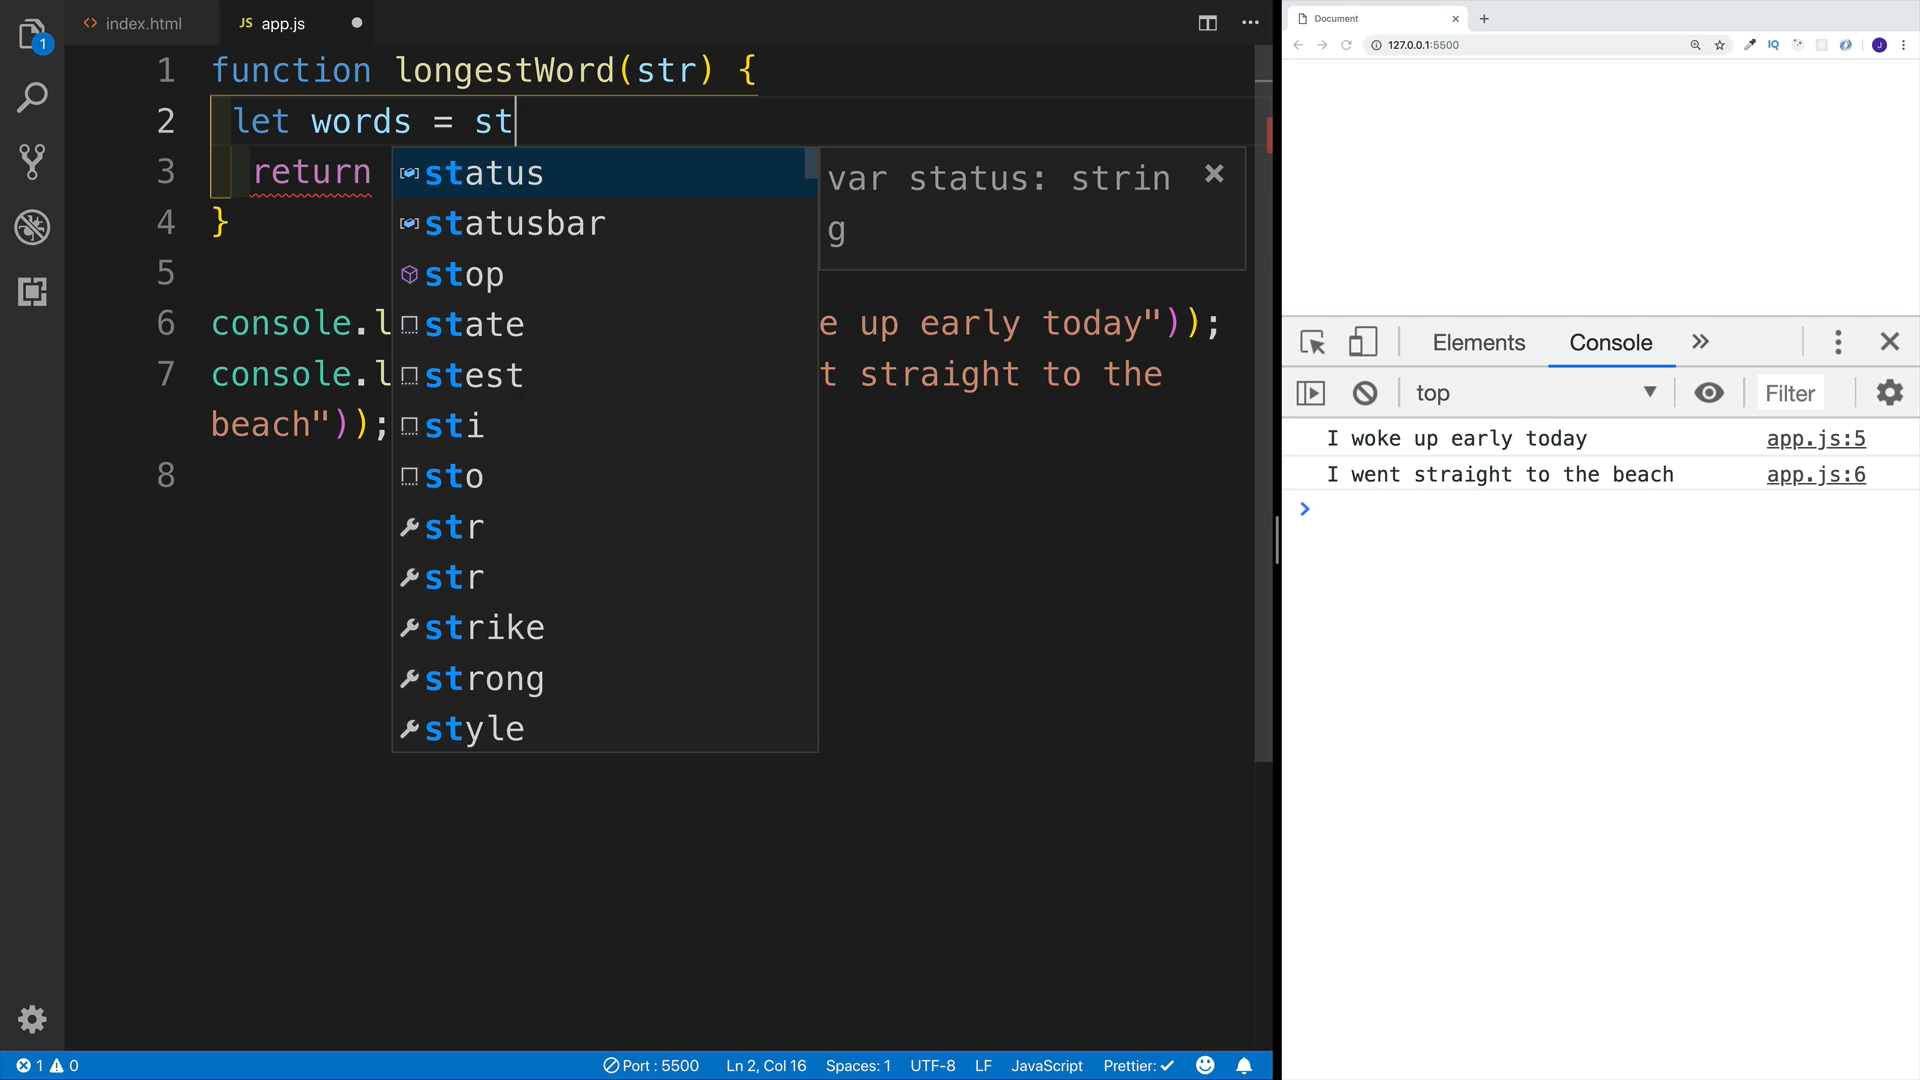 index.html
JS app.js
1 function longestWord(str) {
2 let words = st
3 return
4 }
5
6 console.l e up early today"));
7 console.l t straight to the
beach"));
8
status
statusbar
stop
state
stest
sti
sto
str
str
strike
strong
style
var status: strin
g
1
1 0
Port : 5500
Ln 2, Col 16
Spaces: 1
UTF-8
LF
JavaScript
Prettier:
Document
127.0.0.1:5500
IQ
J
Elements
Console
top
Filter
I woke up early today app.js:5
I went straight to the beach app.js:6